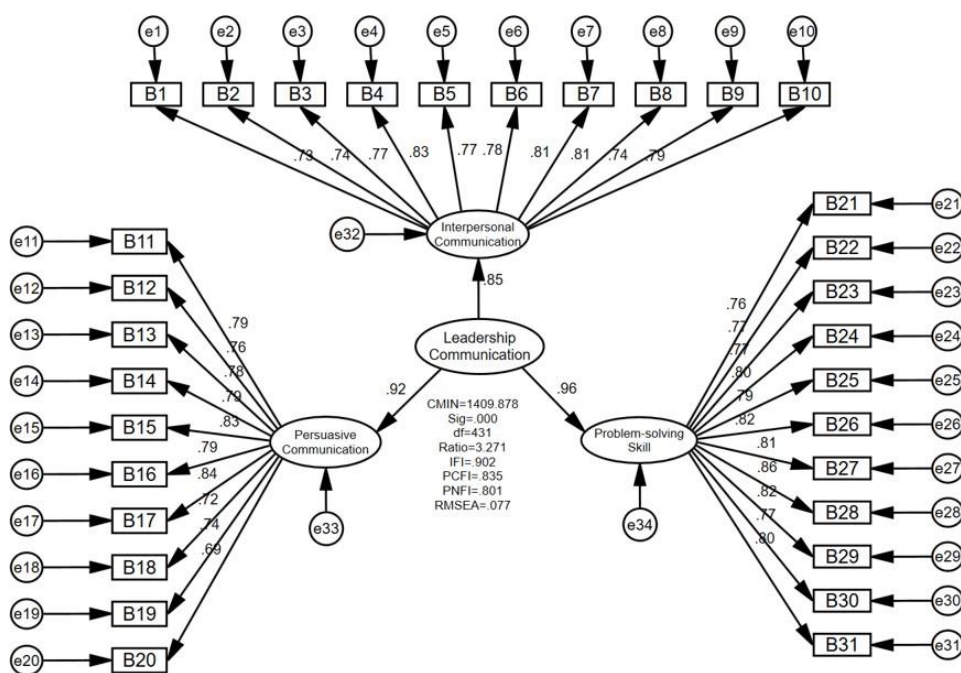 e1 e2 e3 e4 e5 e6 e7 e8 e9 e10
B1 B2 B3 B4 B5 B6 B7 B8 B9 B10
.73 .74 .77 .83 .77 .78 .81 .81 .74 .79
e32
Interpersonal
Communication
.85
Leadership
Communication
.92
.96
CMIN=1409.878
Sig=.000
df=431
Ratio=3.271
IFI=.902
PCFI=.835
PNFI=.801
RMSEA=.077
e11 B11
e12 B12
e13 B13
e14 B14
e15 B15
e16 B16
e17 B17
e18 B18
e19 B19
e20 B20
.79
.76
.78
.79
.83
.79
.84
.72
.74
.69
Persuasive
Communication
e33
Problem-solving
Skill
e34
.76
.77
.77
.80
.79
.82
.81
.86
.82
.77
.80
B21 e21
B22 e22
B23 e23
B24 e24
B25 e25
B26 e26
B27 e27
B28 e28
B29 e29
B30 e30
B31 e31